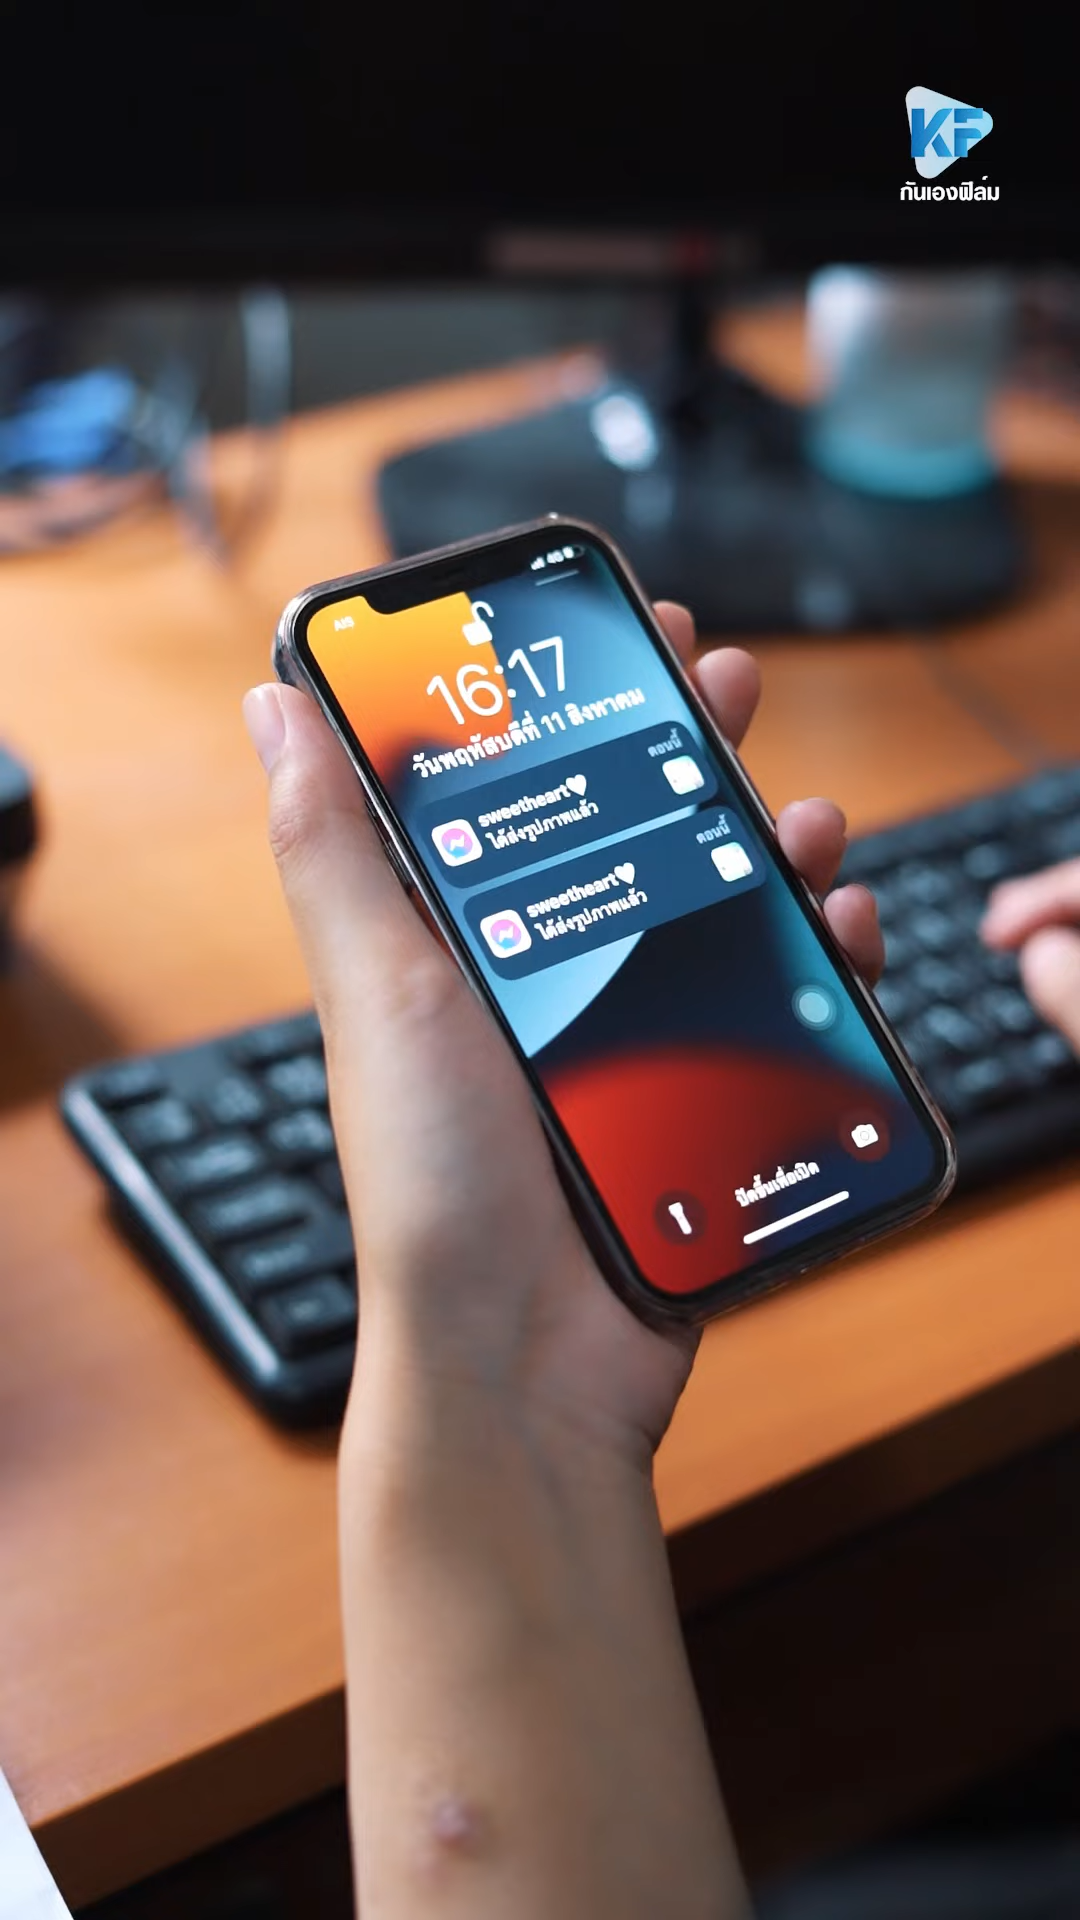 KF
กันเองฟิล์ม
4G
AIS
16:17
วันพฤหัสบดีที่ 11 สิงหาคม
sweetheart🤍
ตอนนี้
ได้ส่งรูปภาพแล้ว
sweetheart🤍
ตอนนี้
ได้ส่งรูปภาพแล้ว
ปัดขึ้นเพื่อเปิด